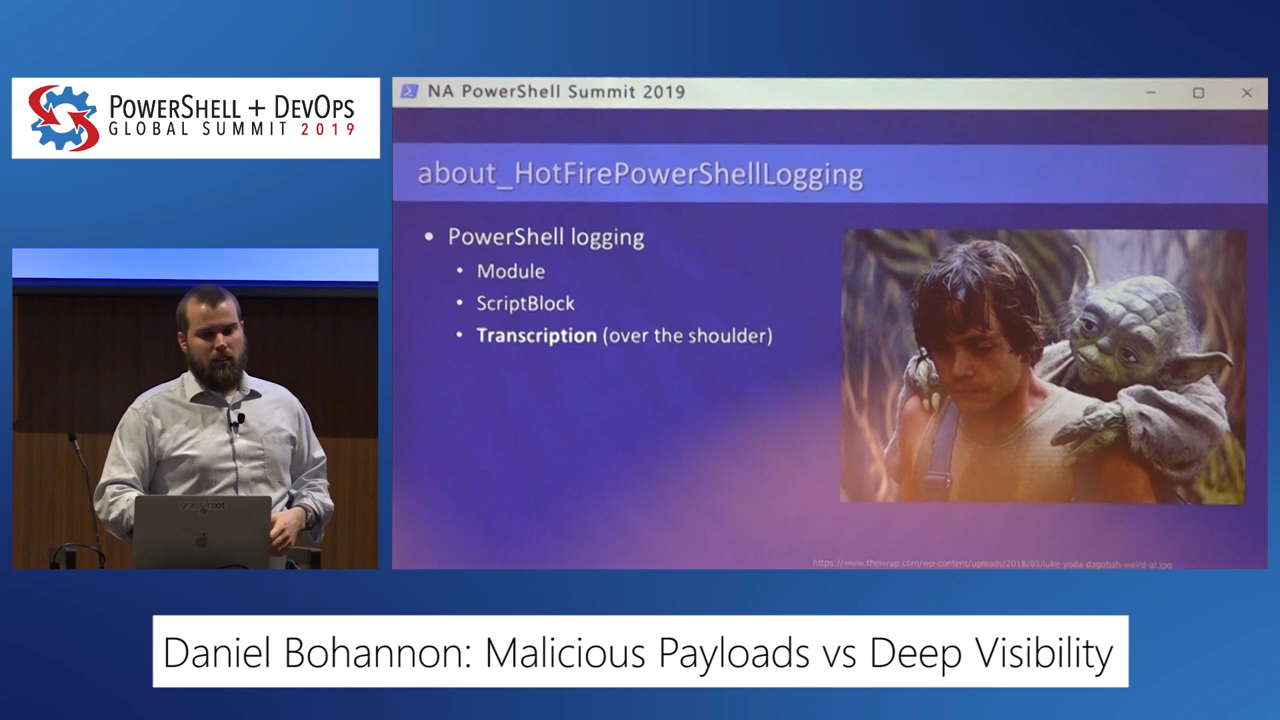 POWERSHELL + DEVOPS
GLOBAL SUMMIT 2019
NA PowerShell Summit 2019
about_HotFirePowerShellLogging
• PowerShell logging
• Module
• ScriptBlock
• Transcription (over the shoulder)
https://www.thewrap.com/wp-content/uploads/2018/03/luke-yoda-dagobah-weird-al.jpg
grassroot
Daniel Bohannon: Malicious Payloads vs Deep Visibility